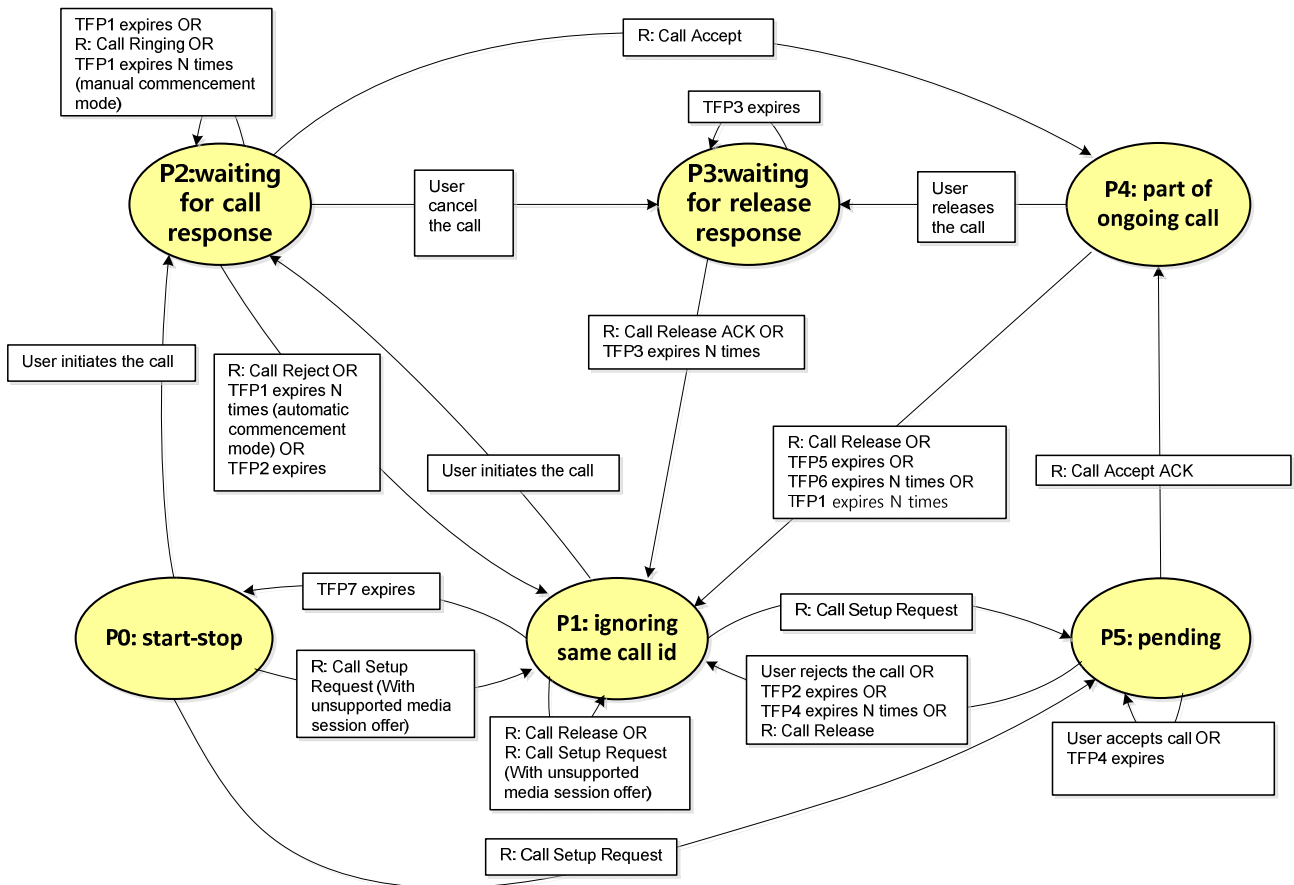 TFP1 expires OR
R: Call Ringing OR
TFP1 expires N times
(manual commencement
mode)
R: Call Accept
TFP3 expires
P2:waiting
for call
response
User
cancel
the call
P3:waiting
for release
response
User
releases
the call
P4: part of
ongoing call
User initiates the call
R: Call Reject OR
TFP1 expires N
times (automatic
commencement
mode) OR
TFP2 expires
R: Call Release ACK OR
TFP3 expires N times
User initiates the call
R: Call Release OR
TFP5 expires OR
TFP6 expires N times OR
TFP1 expires N times
R: Call Accept ACK
TFP7 expires
P0: start-stop
P1: ignoring
same call id
R: Call Setup Request
P5: pending
R: Call Setup
Request (With
unsupported media
session offer)
R: Call Release OR
R: Call Setup Request
(With unsupported
media session offer)
User rejects the call OR
TFP2 expires OR
TFP4 expires N times OR
R: Call Release
User accepts call OR
TFP4 expires
R: Call Setup Request